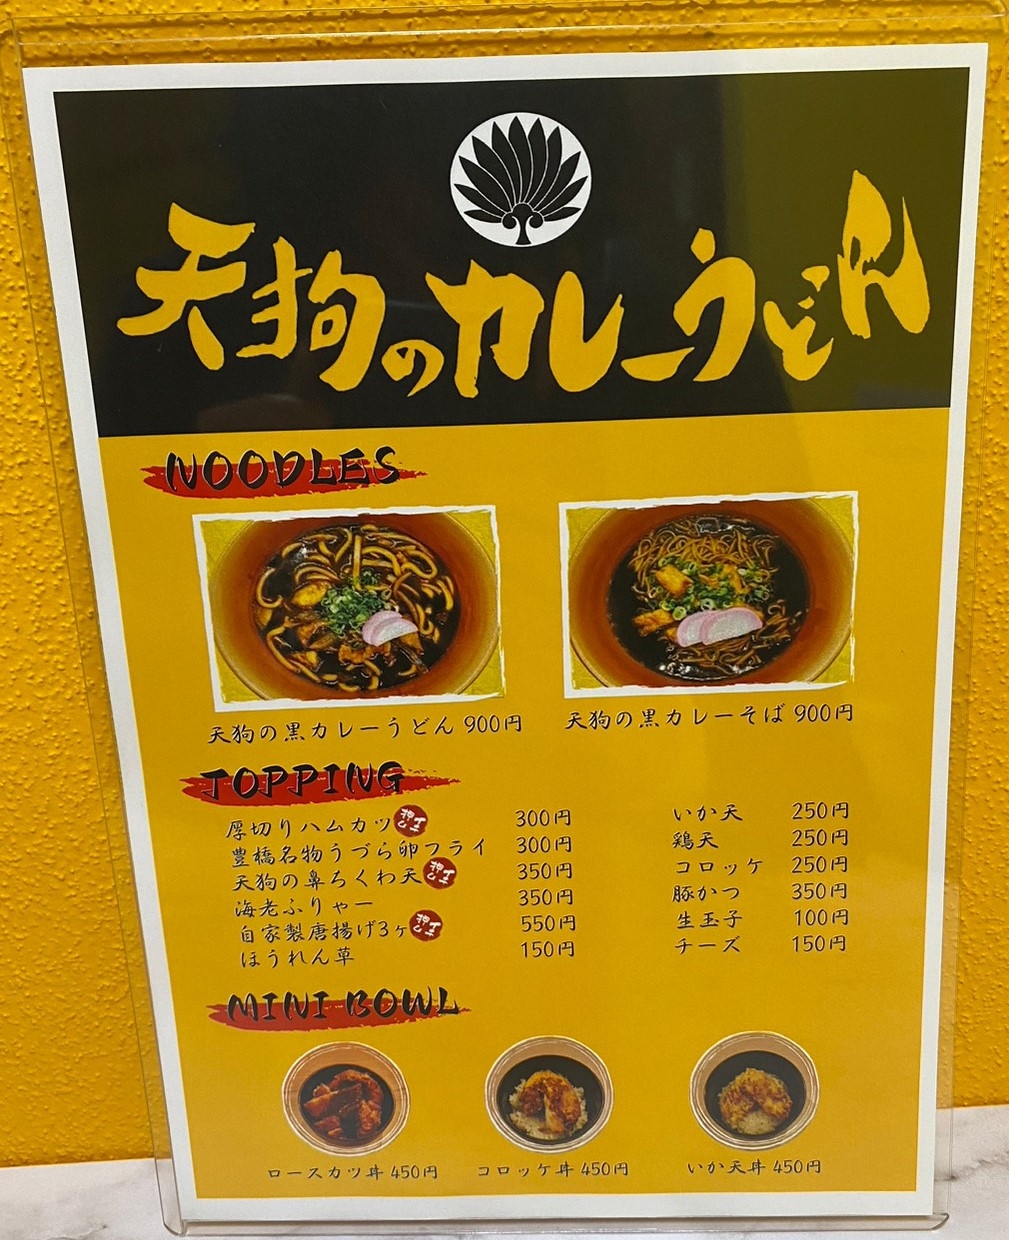 天狗のカレーうどん
NOODLES
天狗の黒カレーうどん 900円
天狗の黒カレーそば 900円
TOPPING
厚切りハムカツ 300円
豊橋名物うづら卵フライ 300円
天狗の鼻ちくわ天 350円
海老ふりゃー 350円
自家製唐揚げ3ヶ 550円
ほうれん草 150円
いか天 250円
鶏天 250円
コロッケ 250円
豚かつ 350円
生玉子 100円
チーズ 150円
MINI BOWL
ロースカツ丼 450円
コロッケ丼 450円
いか天丼 450円